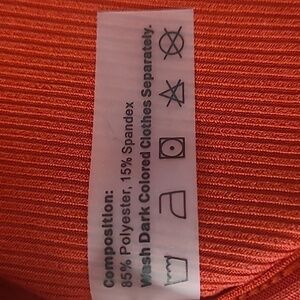 Composition:
85% Polyester, 15% Spandex
Wash Dark Colored Clothes Separately.